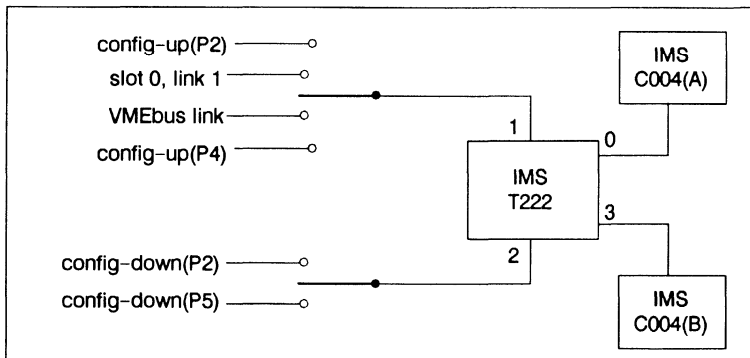 config-up(P2)
slot 0, link 1
VMEbus link
config-up(P4)
config-down(P2)
config-down(P5)
1
0
IMS
T222
3
2
IMS
C004(A)
IMS
C004(B)